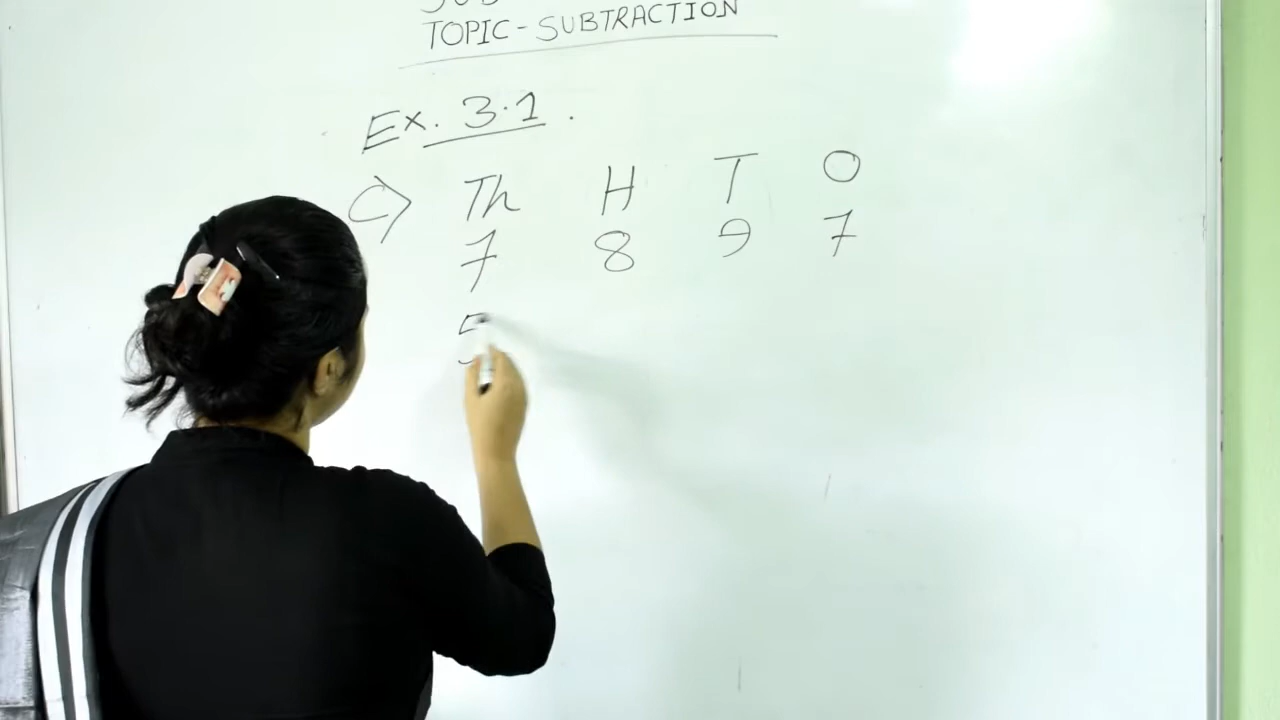 TOPIC-SUBTRACTION
Ex. 3.1.
C) Th H T O
7 8 9 7
5